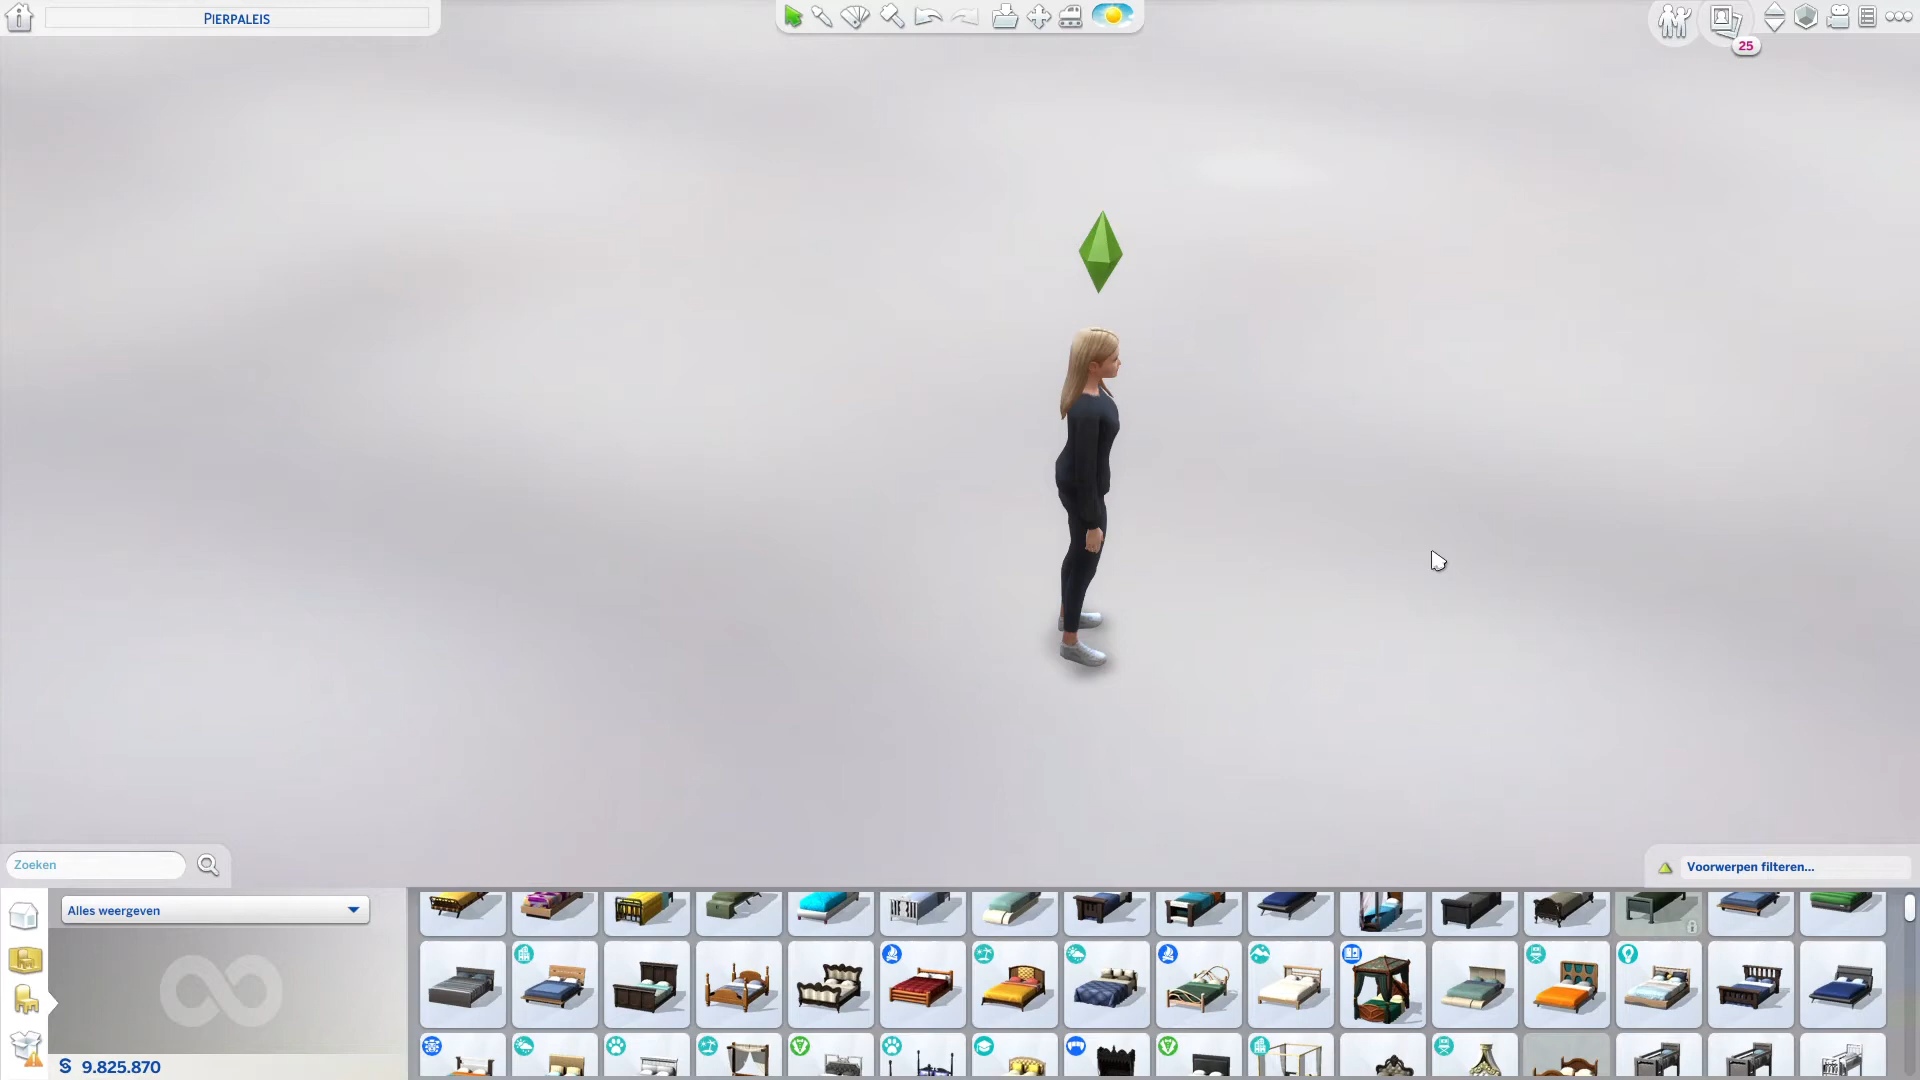 Pierpaleis
25
Zoeken
Voorwerpen filteren...
Alles weergeven
9.825.870